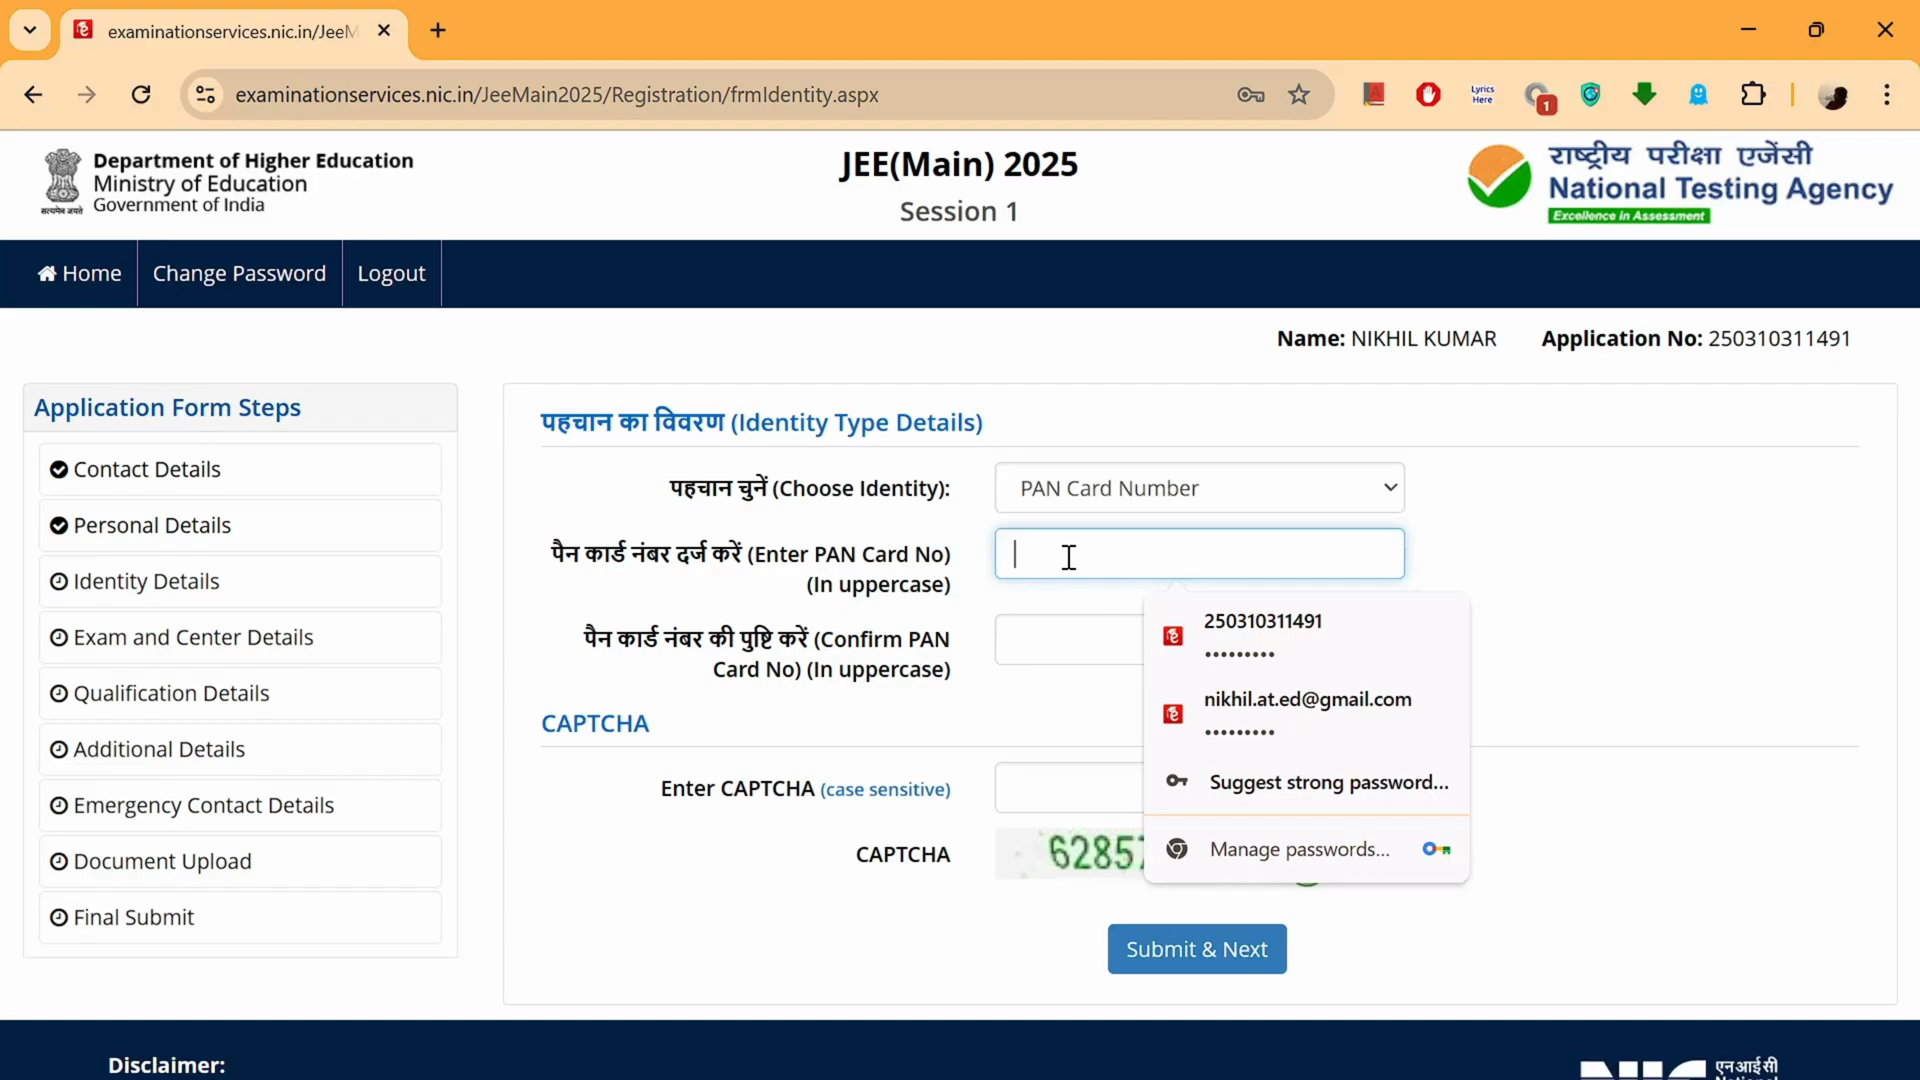 examinationservices.nic.in/JeeM
examinationservices.nic.in/JeeMain2025/Registration/frmIdentity.aspx
Lyrics
Here
1
Department of Higher Education
Ministry of Education
Government of India
सत्यमेव जयते
JEE(Main) 2025
Session 1
राष्ट्रीय परीक्षा एजेंसी
National Testing Agency
Excellence in Assessment
Home
Change Password
Logout
Name: NIKHIL KUMAR
Application No: 250310311491
Application Form Steps
Contact Details
Personal Details
Identity Details
Exam and Center Details
Qualification Details
Additional Details
Emergency Contact Details
Document Upload
Final Submit
पहचान का विवरण (Identity Type Details)
पहचान चुनें (Choose Identity):
PAN Card Number
पैन कार्ड नंबर दर्ज करें (Enter PAN Card No)
(In uppercase)
पैन कार्ड नंबर की पुष्टि करें (Confirm PAN
Card No) (In uppercase)
250310311491
•••••••••
nikhil.at.ed@gmail.com
•••••••••
Suggest strong password...
Manage passwords...
CAPTCHA
Enter CAPTCHA (case sensitive)
CAPTCHA
6285
Submit & Next
Disclaimer:
एनआईसी